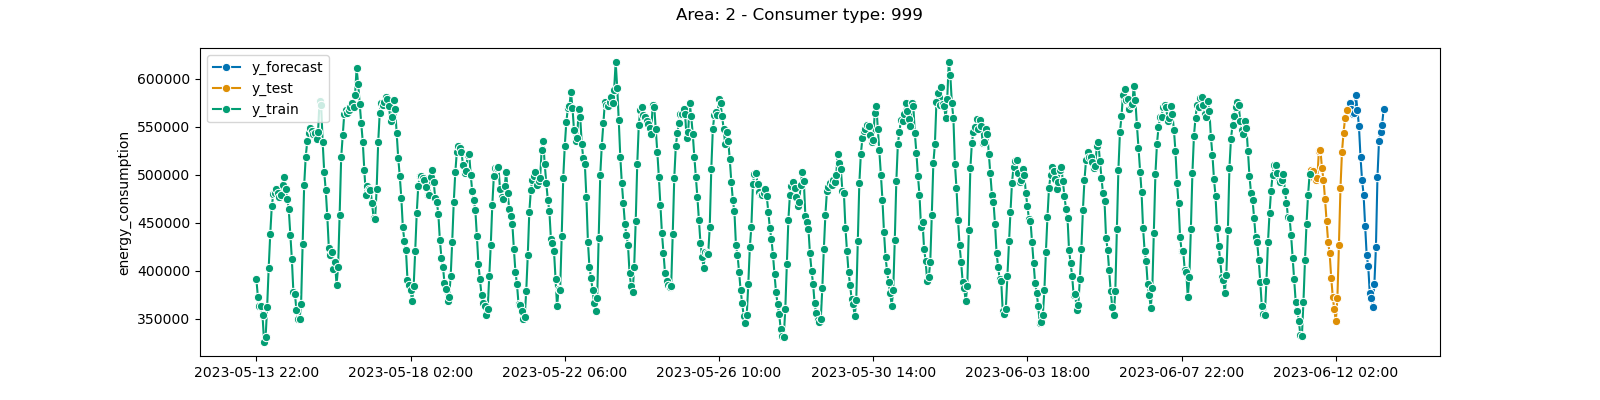 Area: 2 - Consumer type: 999
y_forecast
y_test
y_train
energy_consumption
600000
550000
500000
450000
400000
350000
2023-05-13 22:00
2023-05-18 02:00
2023-05-22 06:00
2023-05-26 10:00
2023-05-30 14:00
2023-06-03 18:00
2023-06-07 22:00
2023-06-12 02:00